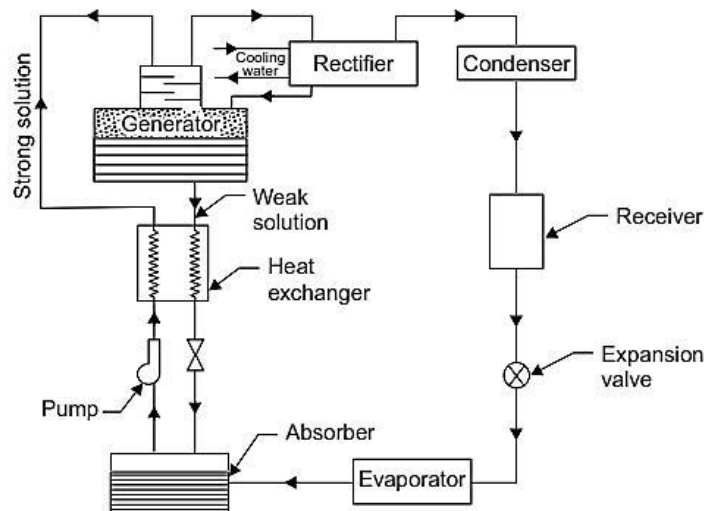 Cooling
water
Rectifier
Condenser
Generator
Strong solution
Weak
solution
Receiver
Heat
exchanger
Expansion
valve
Pump
Absorber
Evaporator